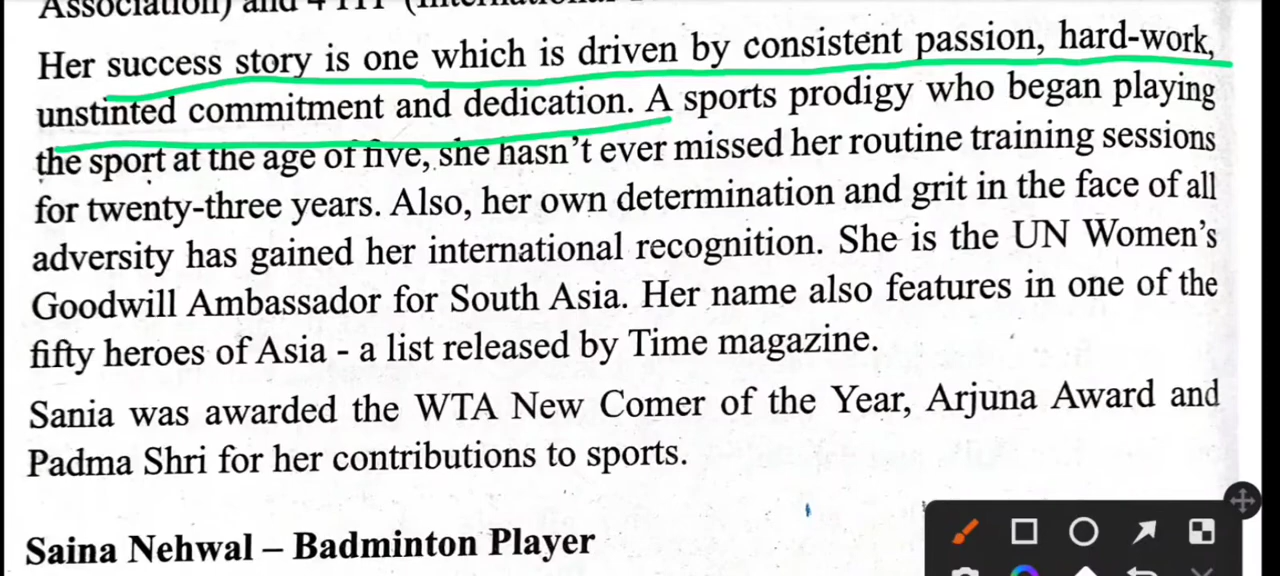 Association) and 4
Her success story is one which is driven by consistent passion, hard-work,
unstinted commitment and dedication. A sports prodigy who began playing
the sport at the age of five, she hasn't ever missed her routine training sessions
for twenty-three years. Also, her own determination and grit in the face of all
adversity has gained her international recognition. She is the UN Women's
Goodwill Ambassador for South Asia. Her name also features in one of the
fifty heroes of Asia - a list released by Time magazine.
Sania was awarded the WTA New Comer of the Year, Arjuna Award and
Padma Shri for her contributions to sports.
Saina Nehwal – Badminton Player